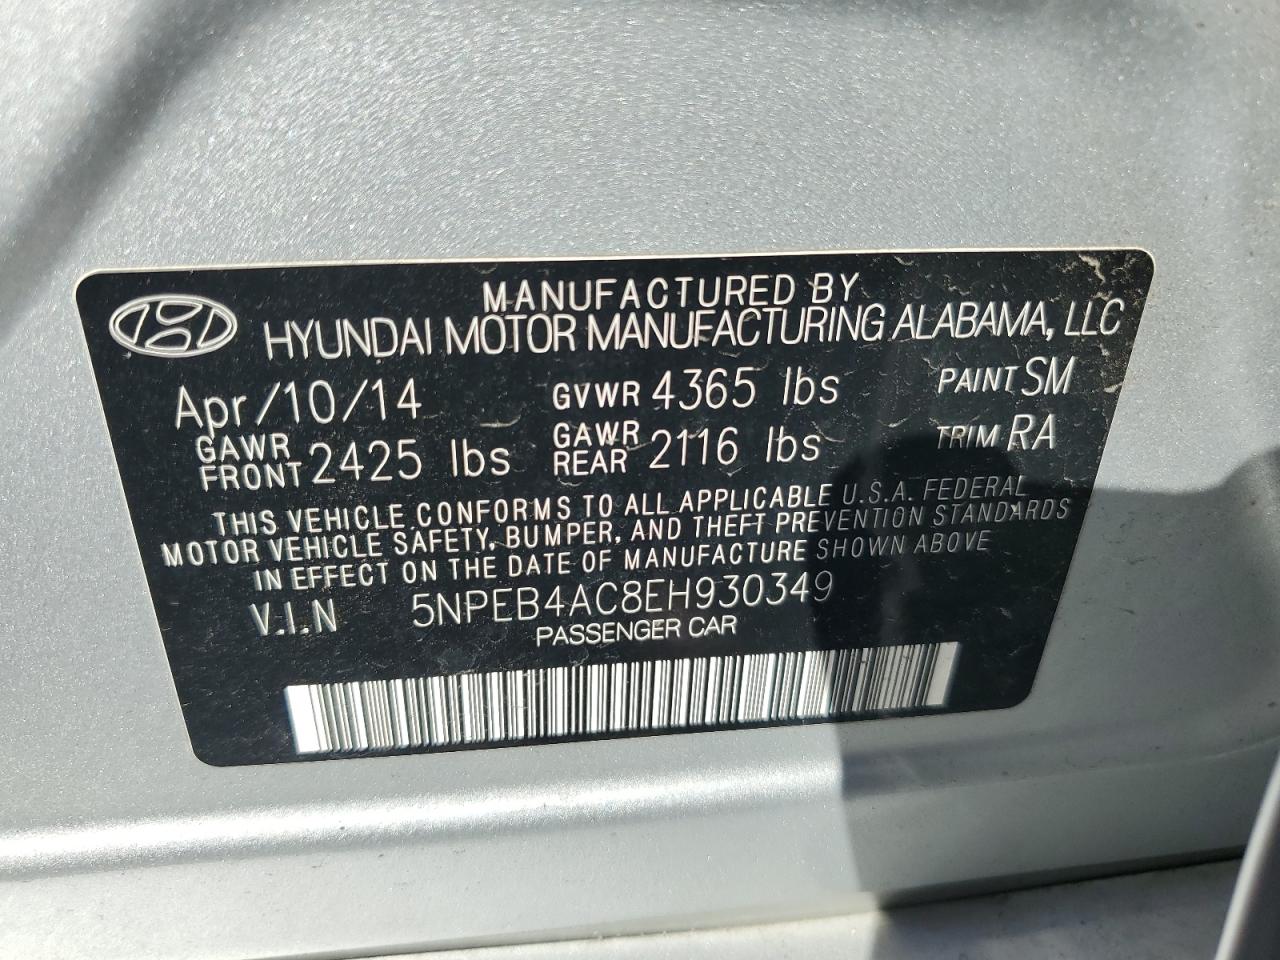 MANUFACTURED BY
HYUNDAI MOTOR MANUFACTURING ALABAMA, LLC
Apr/10/14 GVWR 4365 lbs PAINT SM
GAWR FRONT 2425 lbs GAWR REAR 2116 lbs TRIM RA
THIS VEHICLE CONFORMS TO ALL APPLICABLE U.S.A. FEDERAL
MOTOR VEHICLE SAFETY, BUMPER, AND THEFT PREVENTION STANDARDS
IN EFFECT ON THE DATE OF MANUFACTURE SHOWN ABOVE
V.I.N 5NPEB4AC8EH930349
PASSENGER CAR